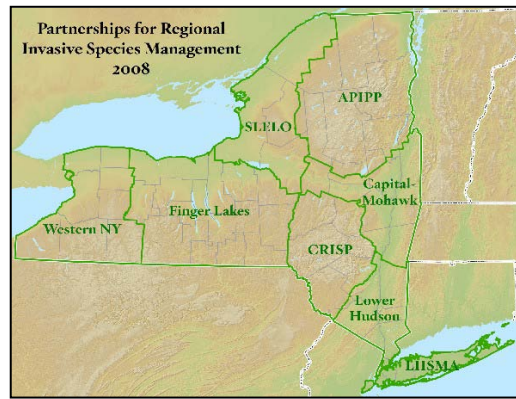 Partnerships for Regional
Invasive Species Management
2008
APIPP
SLELO
Capital-
Mohawk
Finger Lakes
Western NY
CRISP
Lower
Hudson
LIISMA